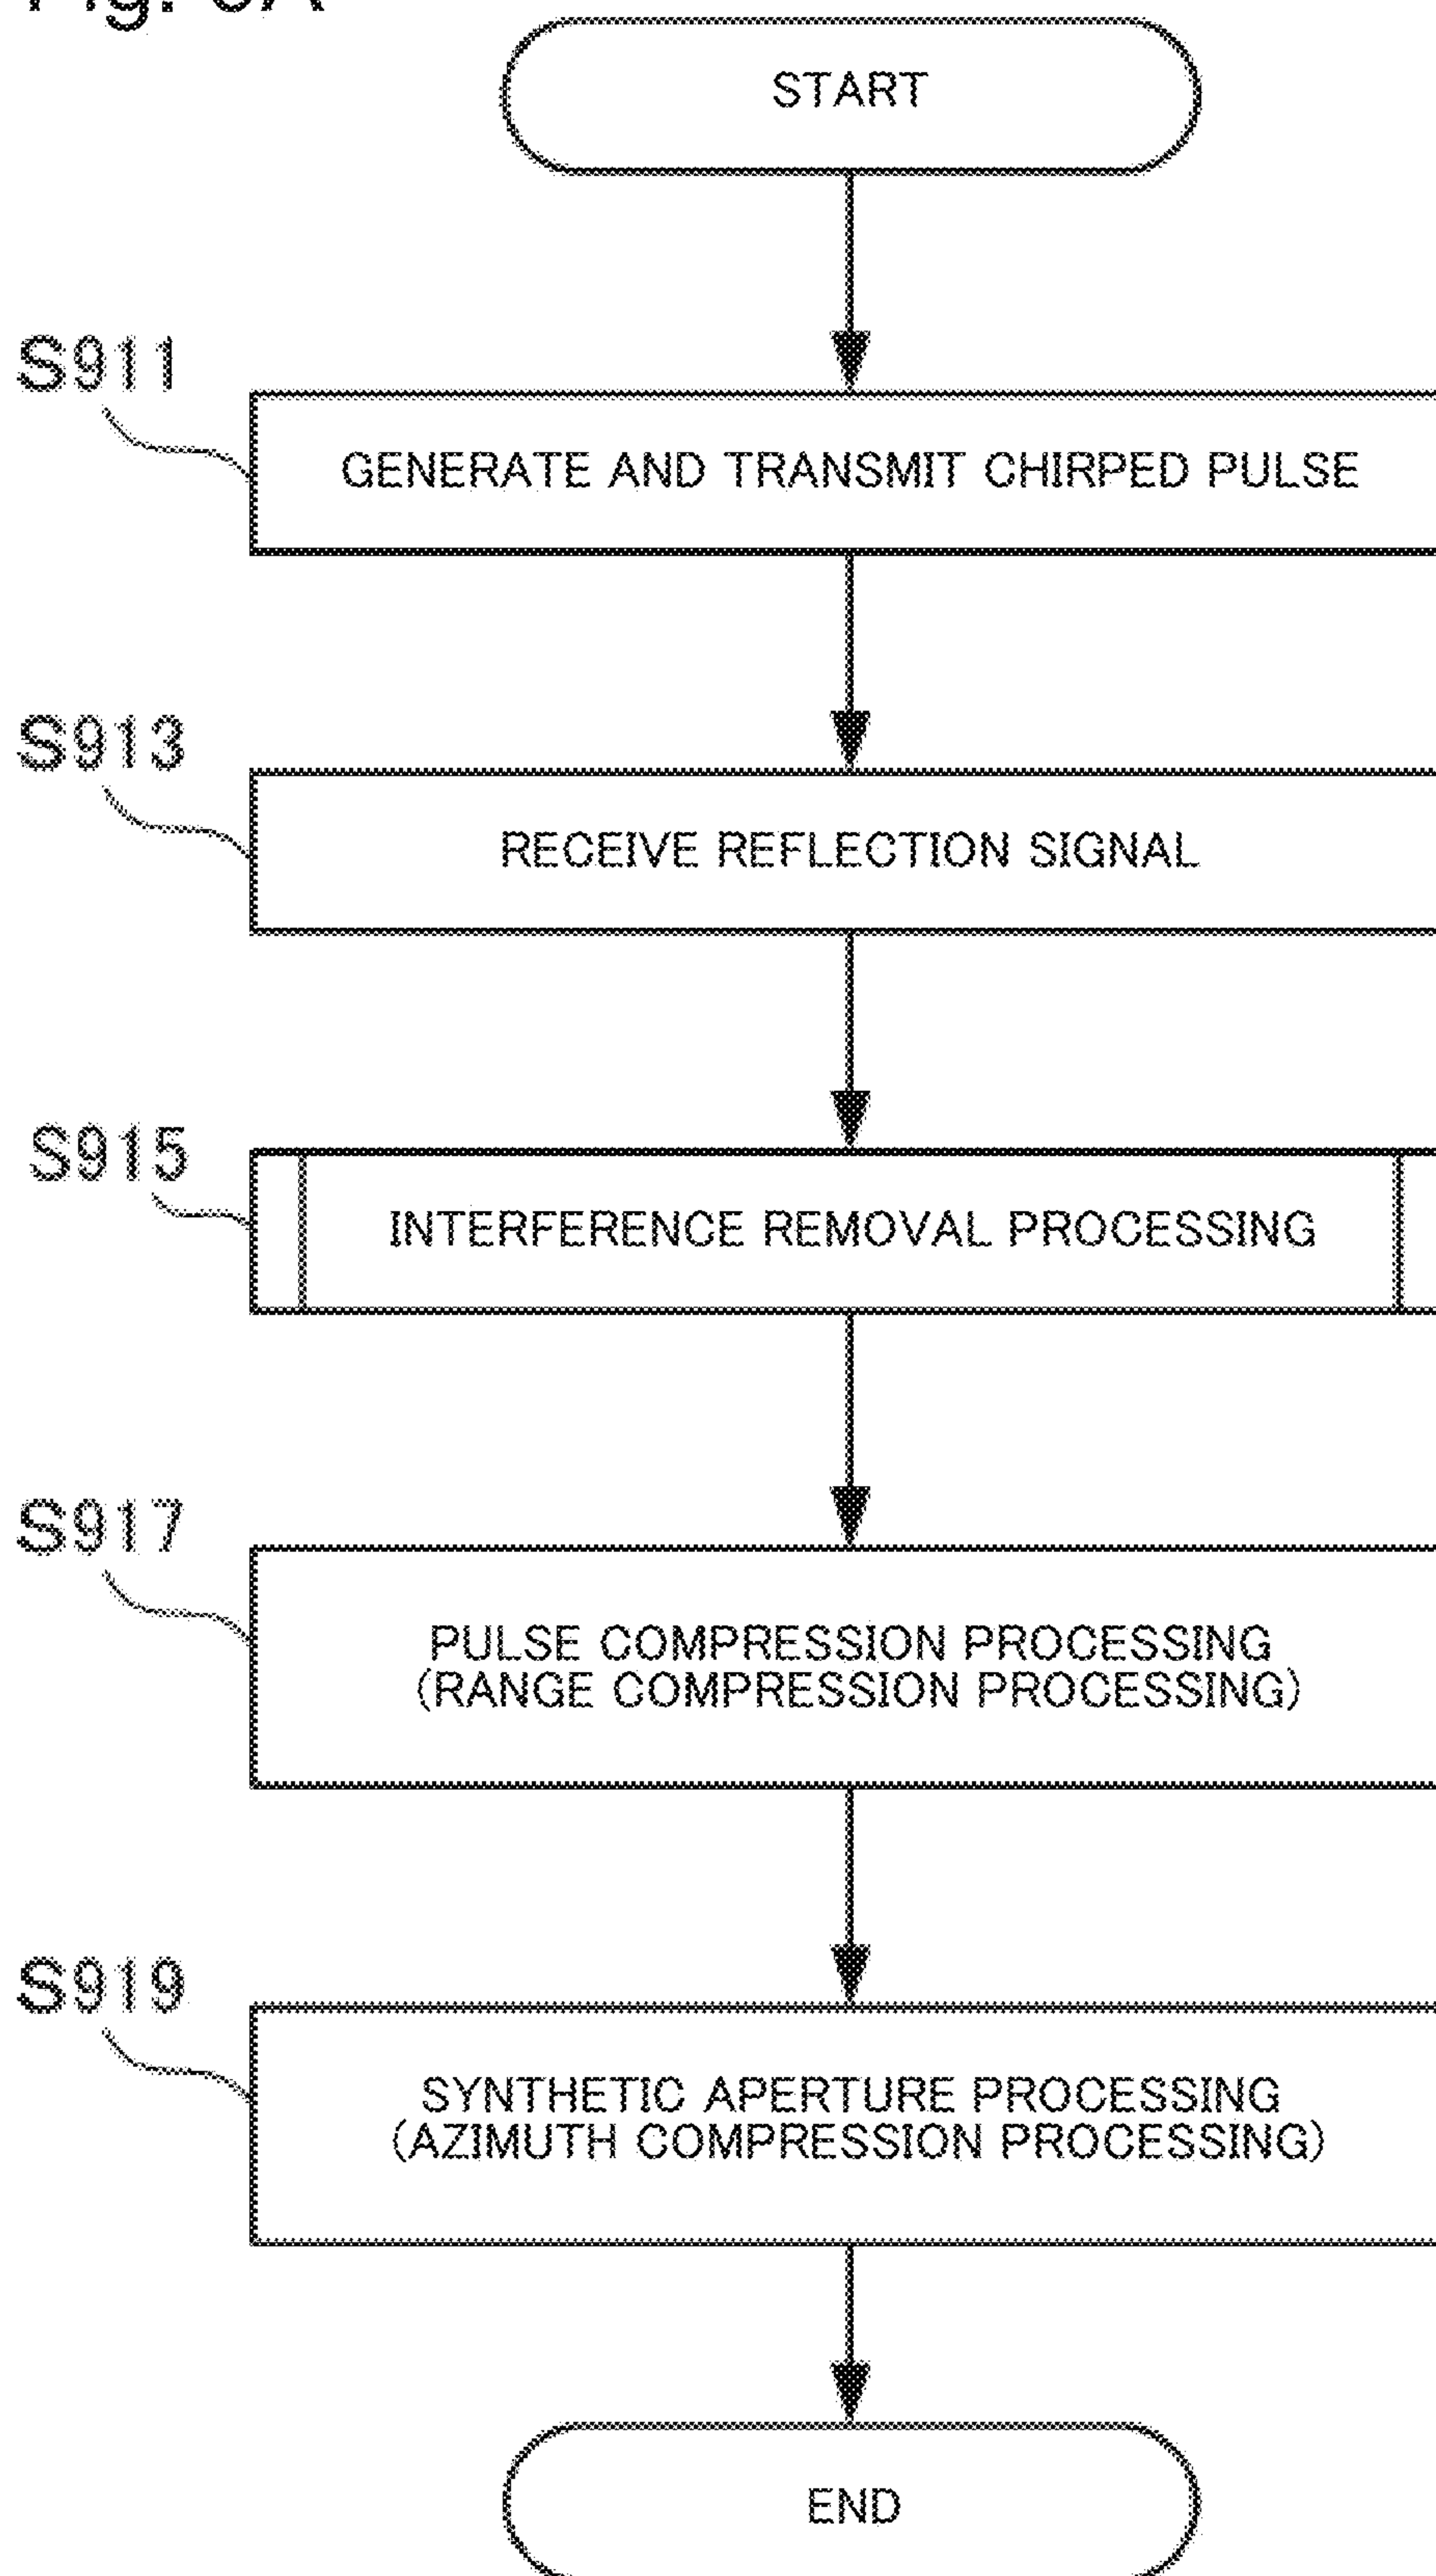 START
S911
GENERATE AND TRANSMIT CHIRPED PULSE
S913
RECEIVE REFLECTION SIGNAL
S915
INTERFERENCE REMOVAL PROCESSING
S917
PULSE COMPRESSION PROCESSING
(RANGE COMPRESSION PROCESSING)
S919
SYNTHETIC APERTURE PROCESSING
(AZIMUTH COMPRESSION PROCESSING)
END